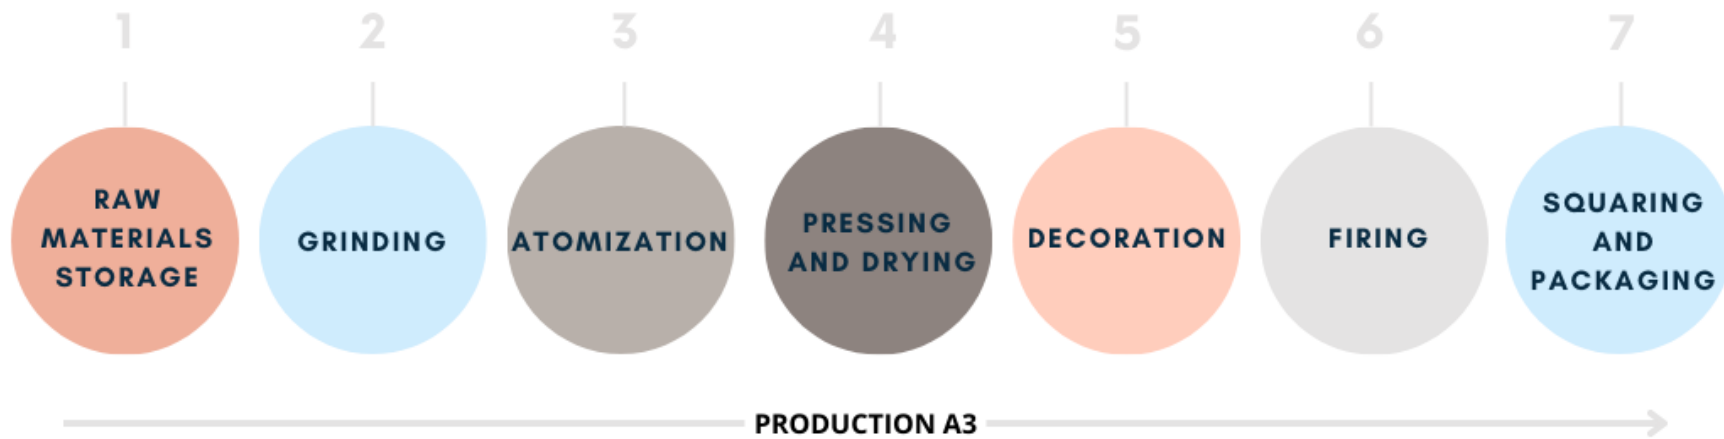 1
2
3
4
5
6
7
RAW
MATERIALS
STORAGE
GRINDING
ATOMIZATION
PRESSING
AND DRYING
DECORATION
FIRING
SQUARING
AND
PACKAGING
PRODUCTION A3